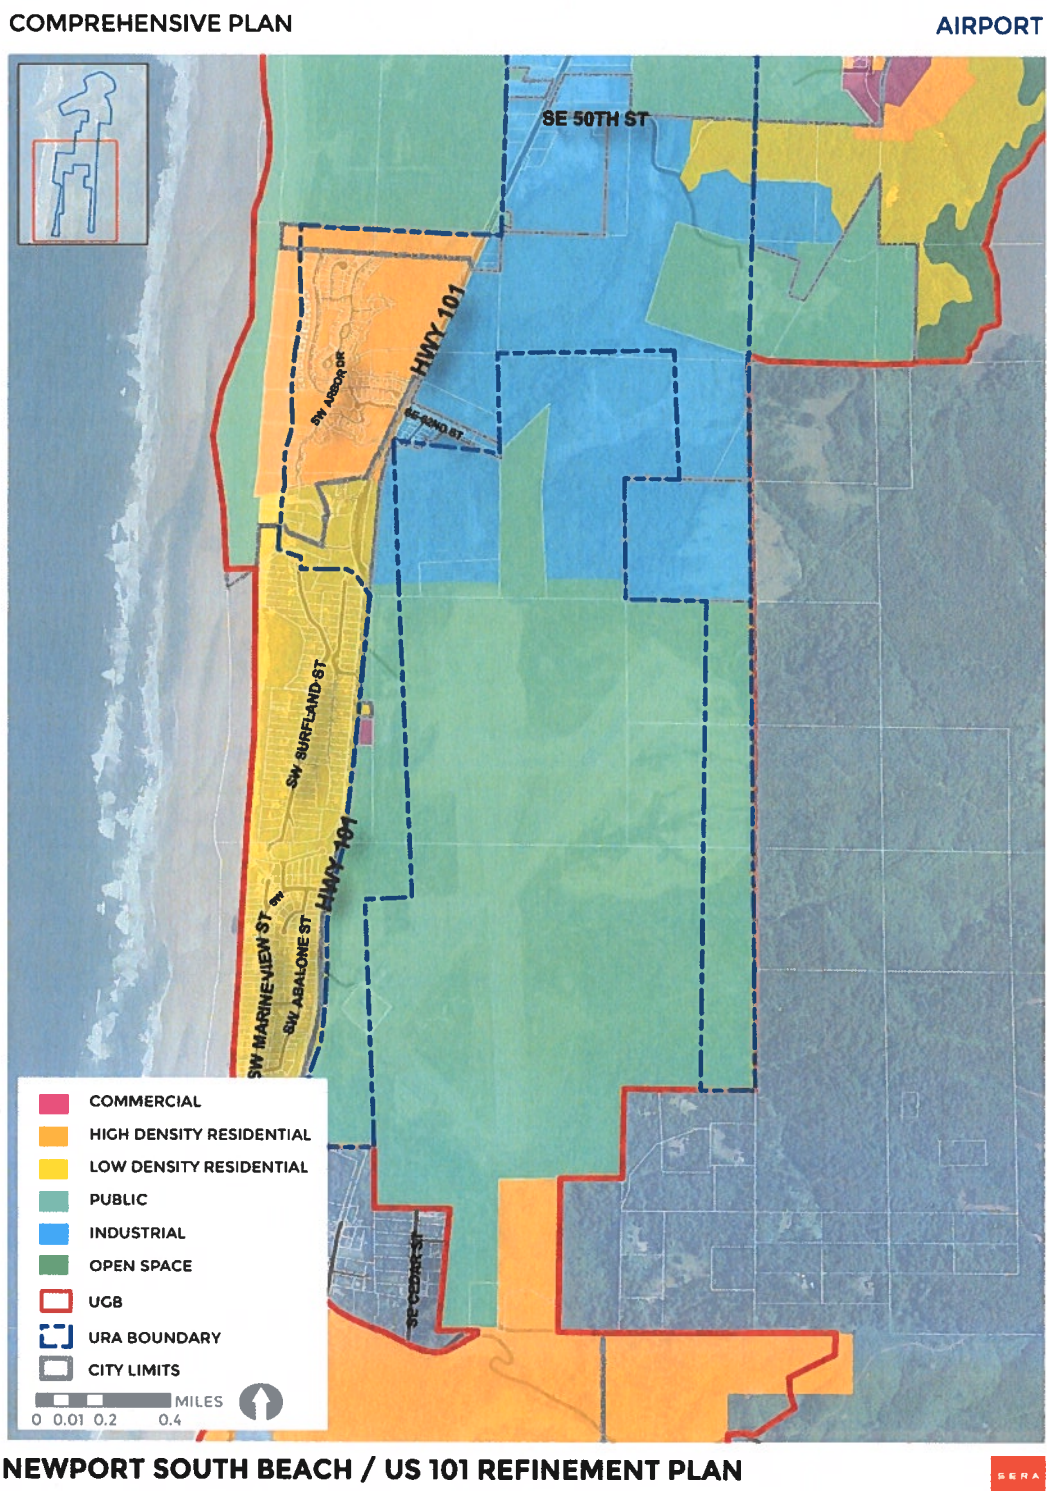 COMPREHENSIVE PLAN
AIRPORT
SE 50TH ST
HWY 101
SW ARBOR DR
SE 62ND ST
SW SURFLAND ST
HWY 101
SW
SW MARINEVIEW ST
SW ABALONE ST
SE CEDAR ST
COMMERCIAL
HIGH DENSITY RESIDENTIAL
LOW DENSITY RESIDENTIAL
PUBLIC
INDUSTRIAL
OPEN SPACE
UGB
URA BOUNDARY
CITY LIMITS
MILES
0 0.01 0.2 0.4
NEWPORT SOUTH BEACH / US 101 REFINEMENT PLAN
SERA